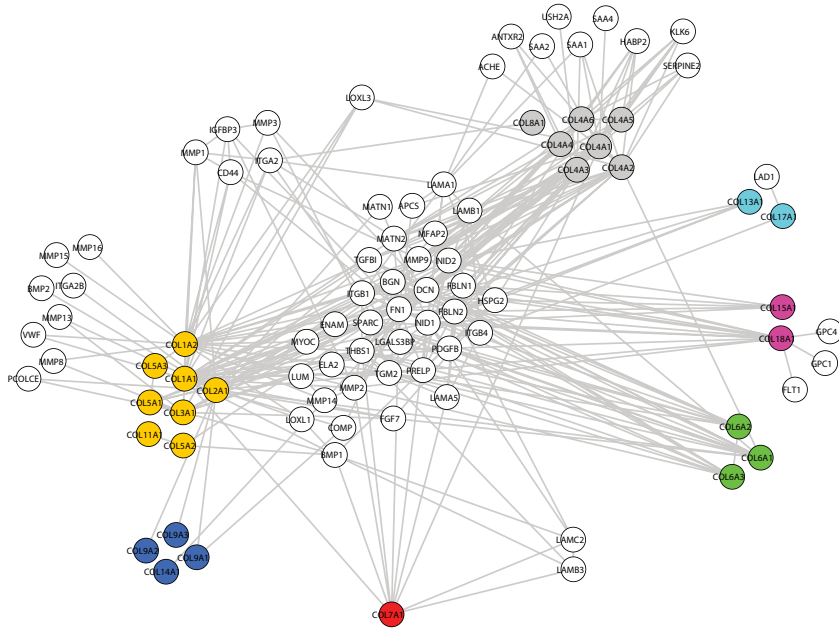 USH2A
SAA4
ANTXR2
SAA2
SAA1
HABP2
KLK6
ACHE
SERPINE2
LOXL3
COL8A1
COL4A6
COL4A5
IGFBP3
MMP3
MMP1
ITGA2
CD44
COL4A4
COL4A1
COL4A3
COL4A2
LAMA1
LAD1
MATN1
APCS
LAMB1
COL13A1
COL17A1
MATN2
MFAP2
MMP16
MMP15
TGFBI
MMP9
NID2
BMP2
ITGA2B
BGN
DCN
FBLN1
ITGB1
HSPG2
COL15A1
FN1
FBLN2
MMP13
ENAM
SPARC
NID1
VWF
MYOC
LGALS3BP
ITGB4
COL18A1
GPC4
COL1A2
THBS1
PDGFB
MMP8
COL5A3
ELA2
GPC1
PCOLCE
COL1A1
LUM
TGM2
PRELP
COL2A1
MMP2
FLT1
COL5A1
MMP14
LAMA5
COL3A1
LOXL1
FGF7
COL11A1
COMP
COL6A2
COL5A2
BMP1
COL6A1
COL6A3
COL9A3
COL9A2
COL9A1
LAMC2
COL14A1
LAMB3
COL7A1